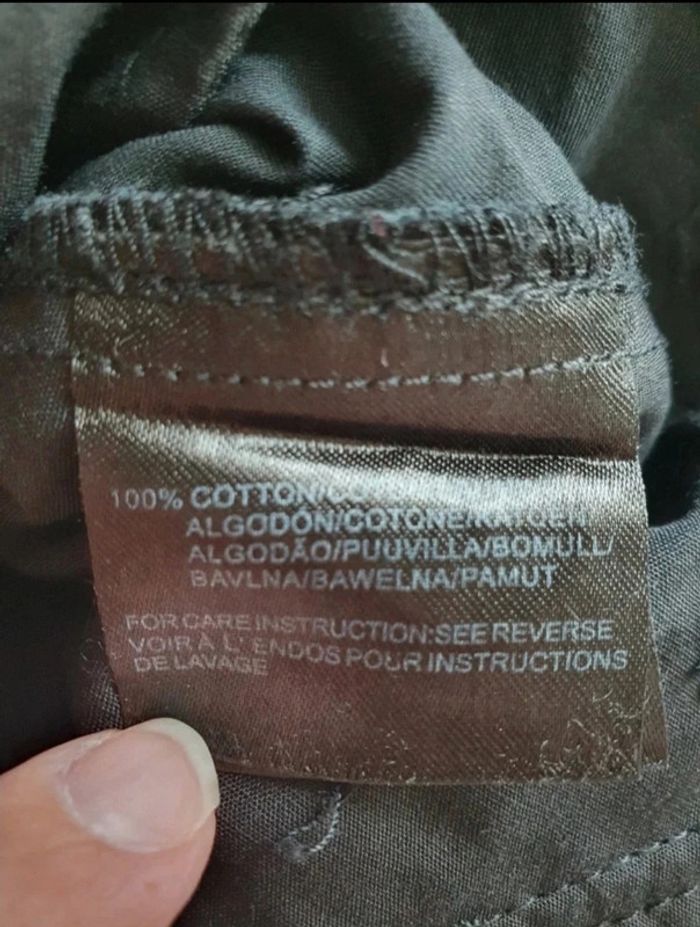 100% COTTON/
ALGODÓN/COTONE/KATOEN
ALGODÃO/PUUVILLA/BOMULL/
BAVLNA/BAWELNA/PAMUT
FOR CARE INSTRUCTION:SEE REVERSE
VOIR À L' ENDOS POUR INSTRUCTIONS
DE LAVAGE